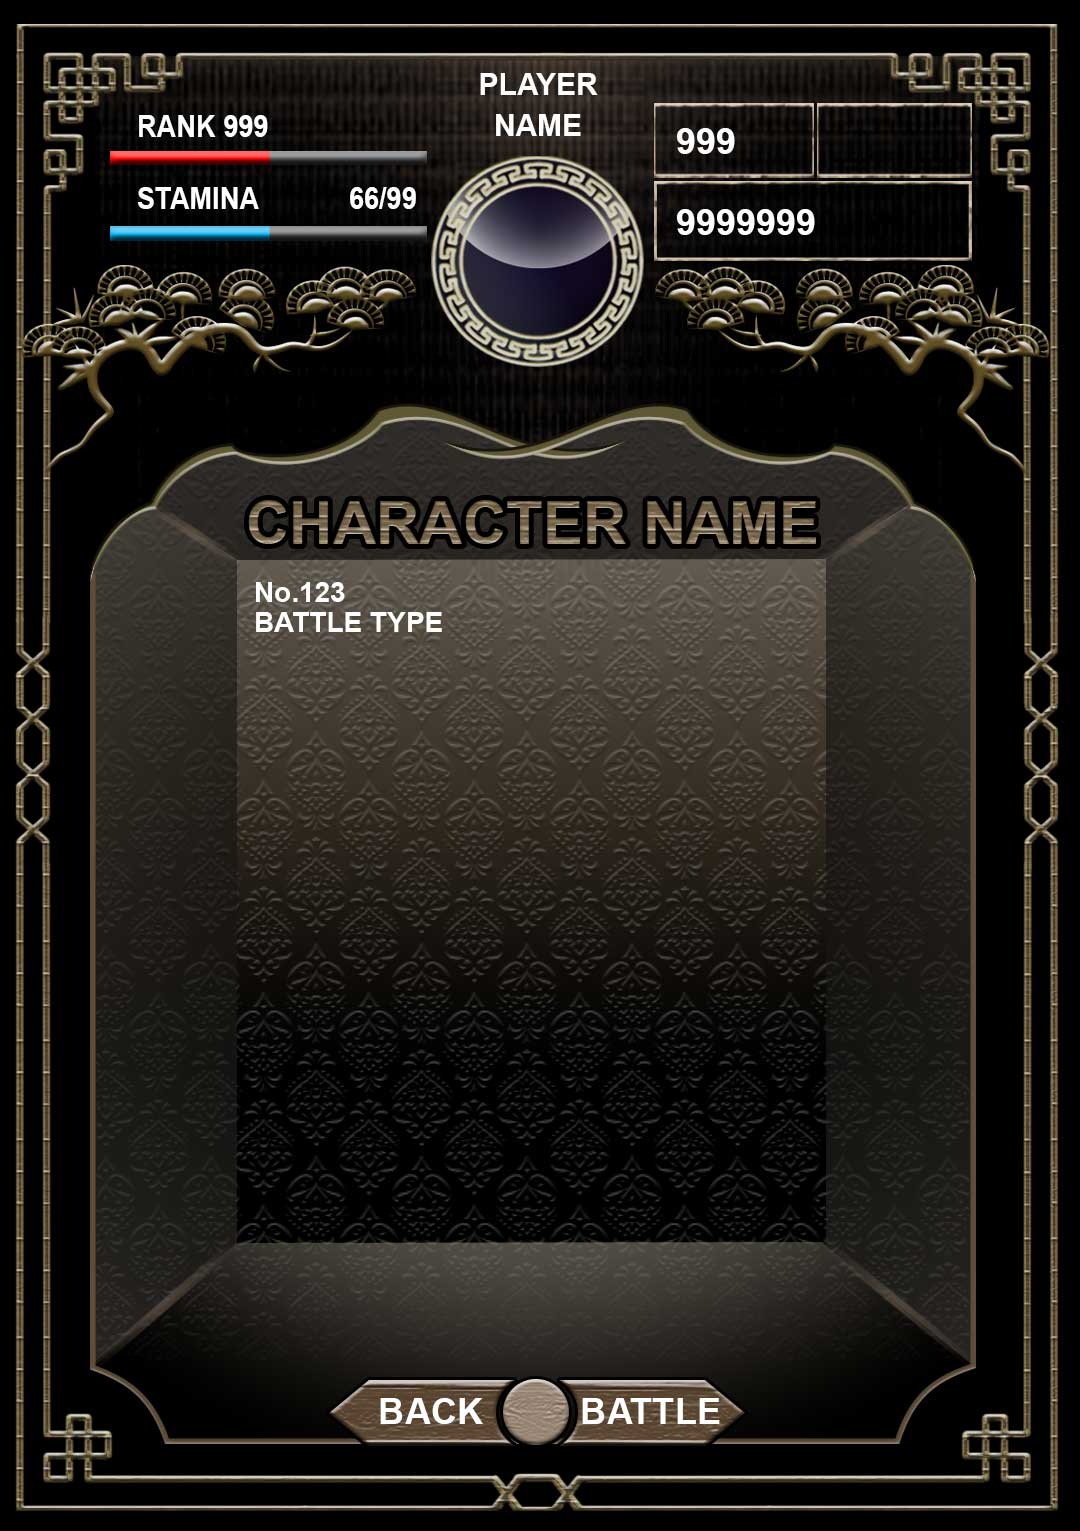 PLAYER
NAME
RANK 999
STAMINA 66/99
999
9999999
CHARACTER NAME
No.123
BATTLE TYPE
BACK BATTLE